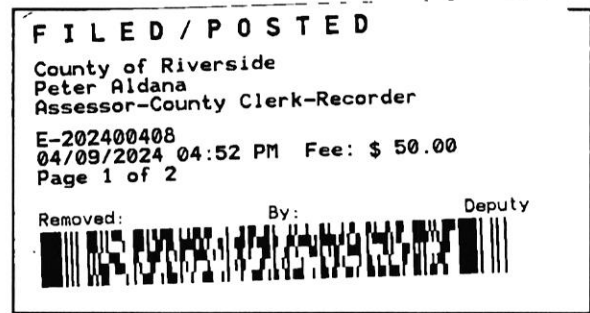 FILED/POSTED
County of Riverside
Peter Aldana
Assessor-County Clerk-Recorder
E-202400408
04/09/2024 04:52 PM Fee: $ 50.00
Page 1 of 2
Removed: By: Deputy